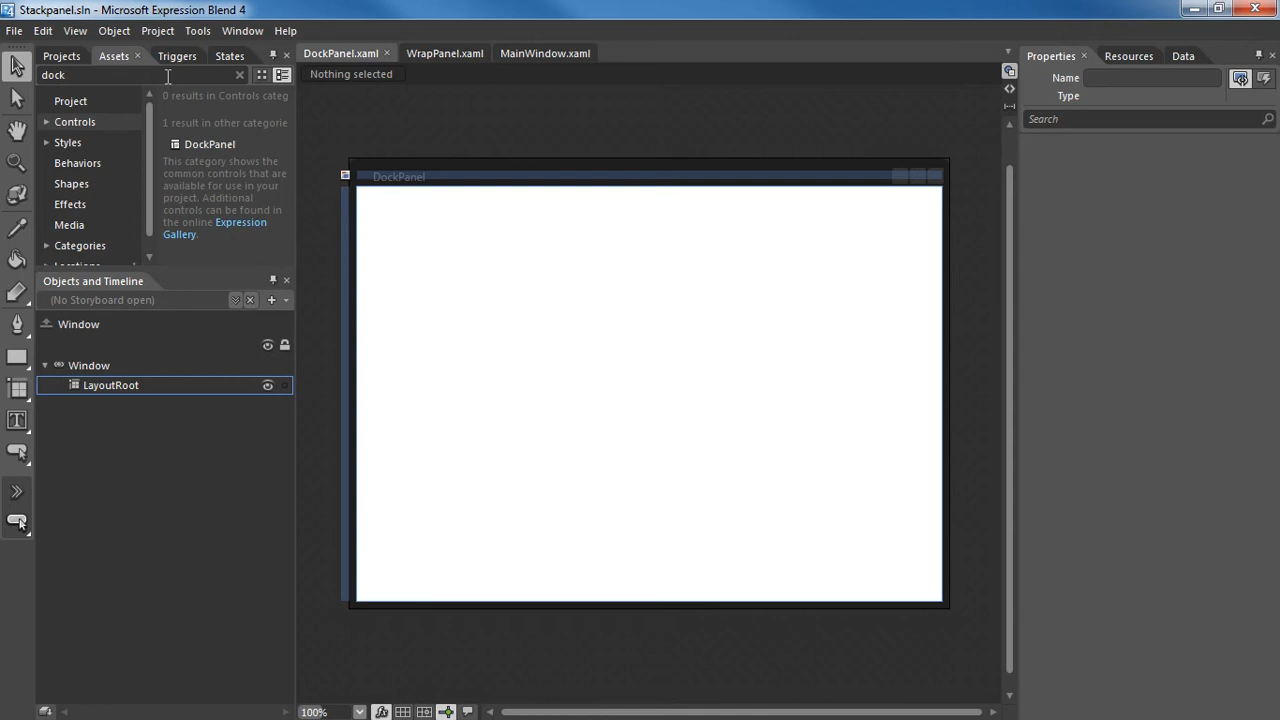 Stackpanel.sln - Microsoft Expression Blend 4
File Edit View Object Project Tools Window Help
Projects Assets Triggers States
DockPanel.xaml WrapPanel.xaml MainWindow.xaml
Properties Resources Data
dock
Nothing selected
Name
Type
Search
Project
Controls
Styles
Behaviors
Shapes
Effects
Media
Categories
0 results in Controls categ
1 result in other categorie
DockPanel
This category shows the
common controls that are
available for use in your
project. Additional
controls can be found in
the online Expression
Gallery.
DockPanel
Objects and Timeline
(No Storyboard open)
Window
Window
LayoutRoot
100%